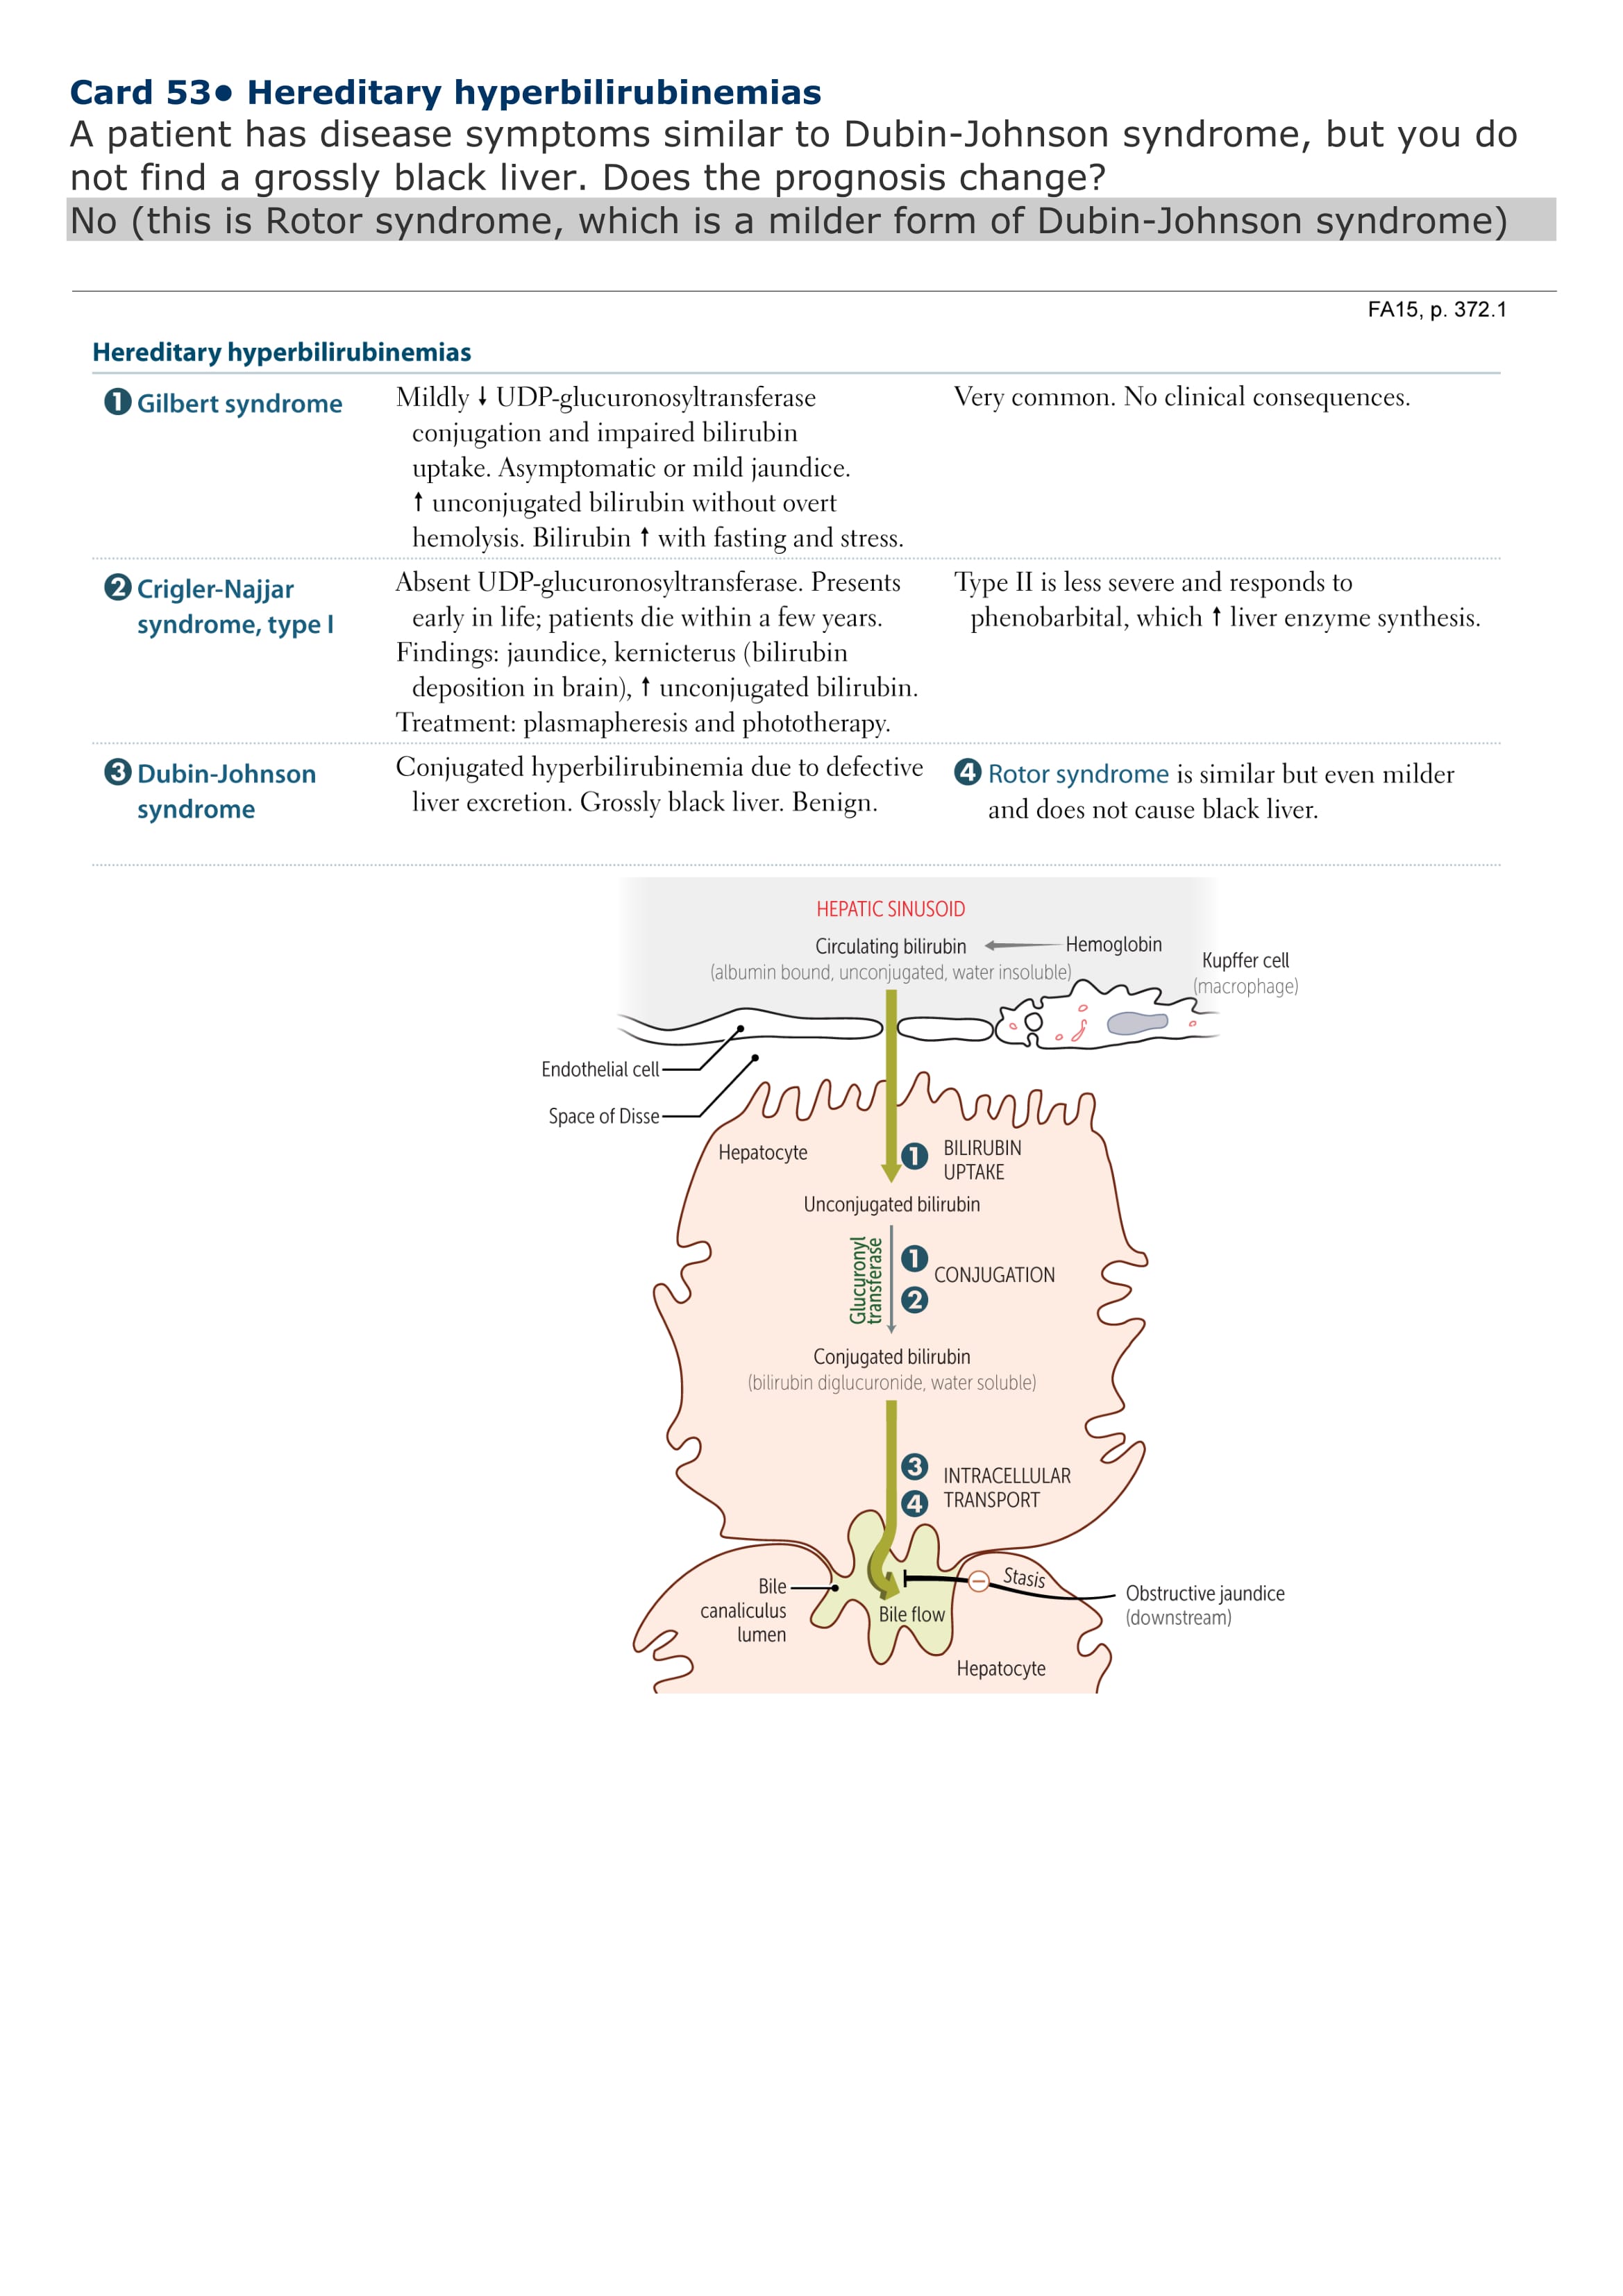 Card 53● Hereditary hyperbilirubinemias
A patient has disease symptoms similar to Dubin-Johnson syndrome, but you do
not find a grossly black liver. Does the prognosis change?
No (this is Rotor syndrome, which is a milder form of Dubin-Johnson syndrome)
FA15, p. 372.1
Hereditary hyperbilirubinemias
❶ Gilbert syndrome
Mildly ↓ UDP-glucuronosyltransferase
conjugation and impaired bilirubin
uptake. Asymptomatic or mild jaundice.
↑ unconjugated bilirubin without overt
hemolysis. Bilirubin ↑ with fasting and stress.
Very common. No clinical consequences.
❷ Crigler-Najjar
syndrome, type I
Absent UDP-glucuronosyltransferase. Presents
early in life; patients die within a few years.
Findings: jaundice, kernicterus (bilirubin
deposition in brain), ↑ unconjugated bilirubin.
Treatment: plasmapheresis and phototherapy.
Type II is less severe and responds to
phenobarbital, which ↑ liver enzyme synthesis.
❸ Dubin-Johnson
syndrome
Conjugated hyperbilirubinemia due to defective
liver excretion. Grossly black liver. Benign.
❹ Rotor syndrome is similar but even milder
and does not cause black liver.
HEPATIC SINUSOID
Circulating bilirubin
Hemoglobin
(albumin bound, unconjugated, water insoluble)
Kupffer cell
(macrophage)
Endothelial cell
Space of Disse
Hepatocyte
❶ BILIRUBIN
UPTAKE
Unconjugated bilirubin
Glucuronyl
transferase
❶
❷
CONJUGATION
Conjugated bilirubin
(bilirubin diglucuronide, water soluble)
❸
❹
INTRACELLULAR
TRANSPORT
Bile
canaliculus
lumen
Bile flow
Stasis
Obstructive jaundice
(downstream)
Hepatocyte